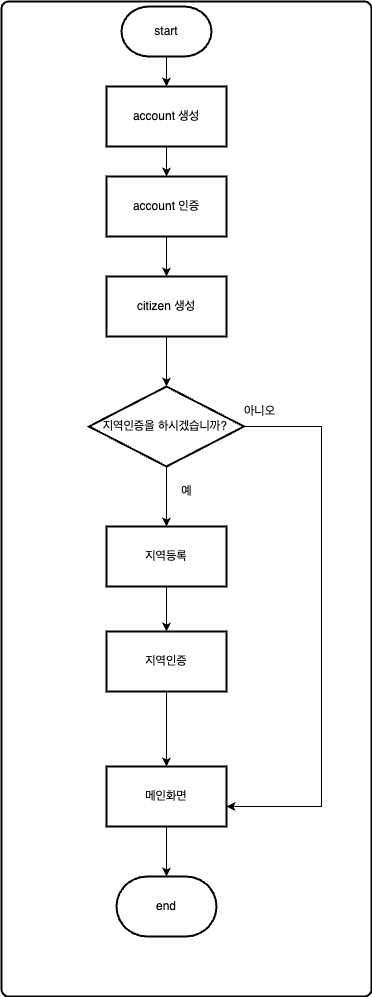 start
account 생성
account 인증
citizen 생성
지역인증을 하시겠습니까?
아니오
예
지역등록
지역인증
메인화면
end